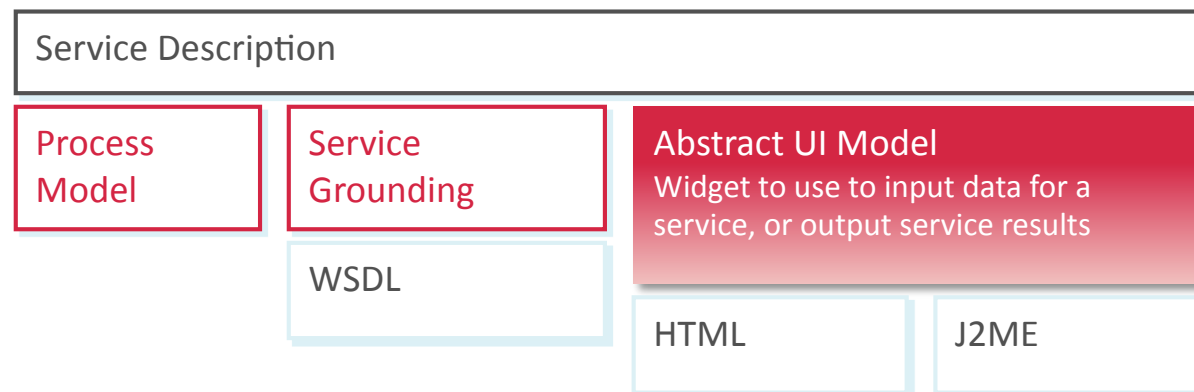 Service Description
Process
Model
Service
Grounding
Abstract UI Model
Widget to use to input data for a
service, or output service results
WSDL
HTML
J2ME